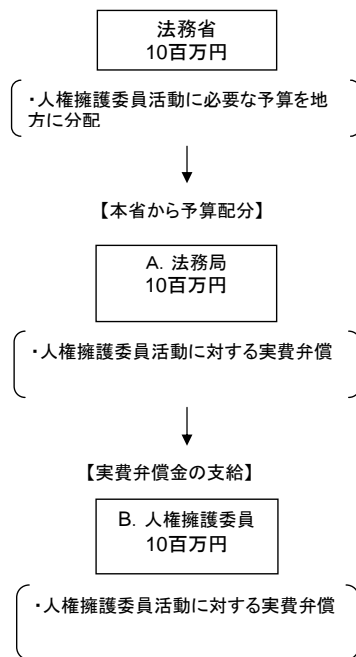 法務省
10百万円
・人権擁護委員活動に必要な予算を地
方に分配
【本省から予算配分】
A. 法務局
10百万円
・人権擁護委員活動に対する実費弁償
【実費弁償金の支給】
B. 人権擁護委員
10百万円
・人権擁護委員活動に対する実費弁償